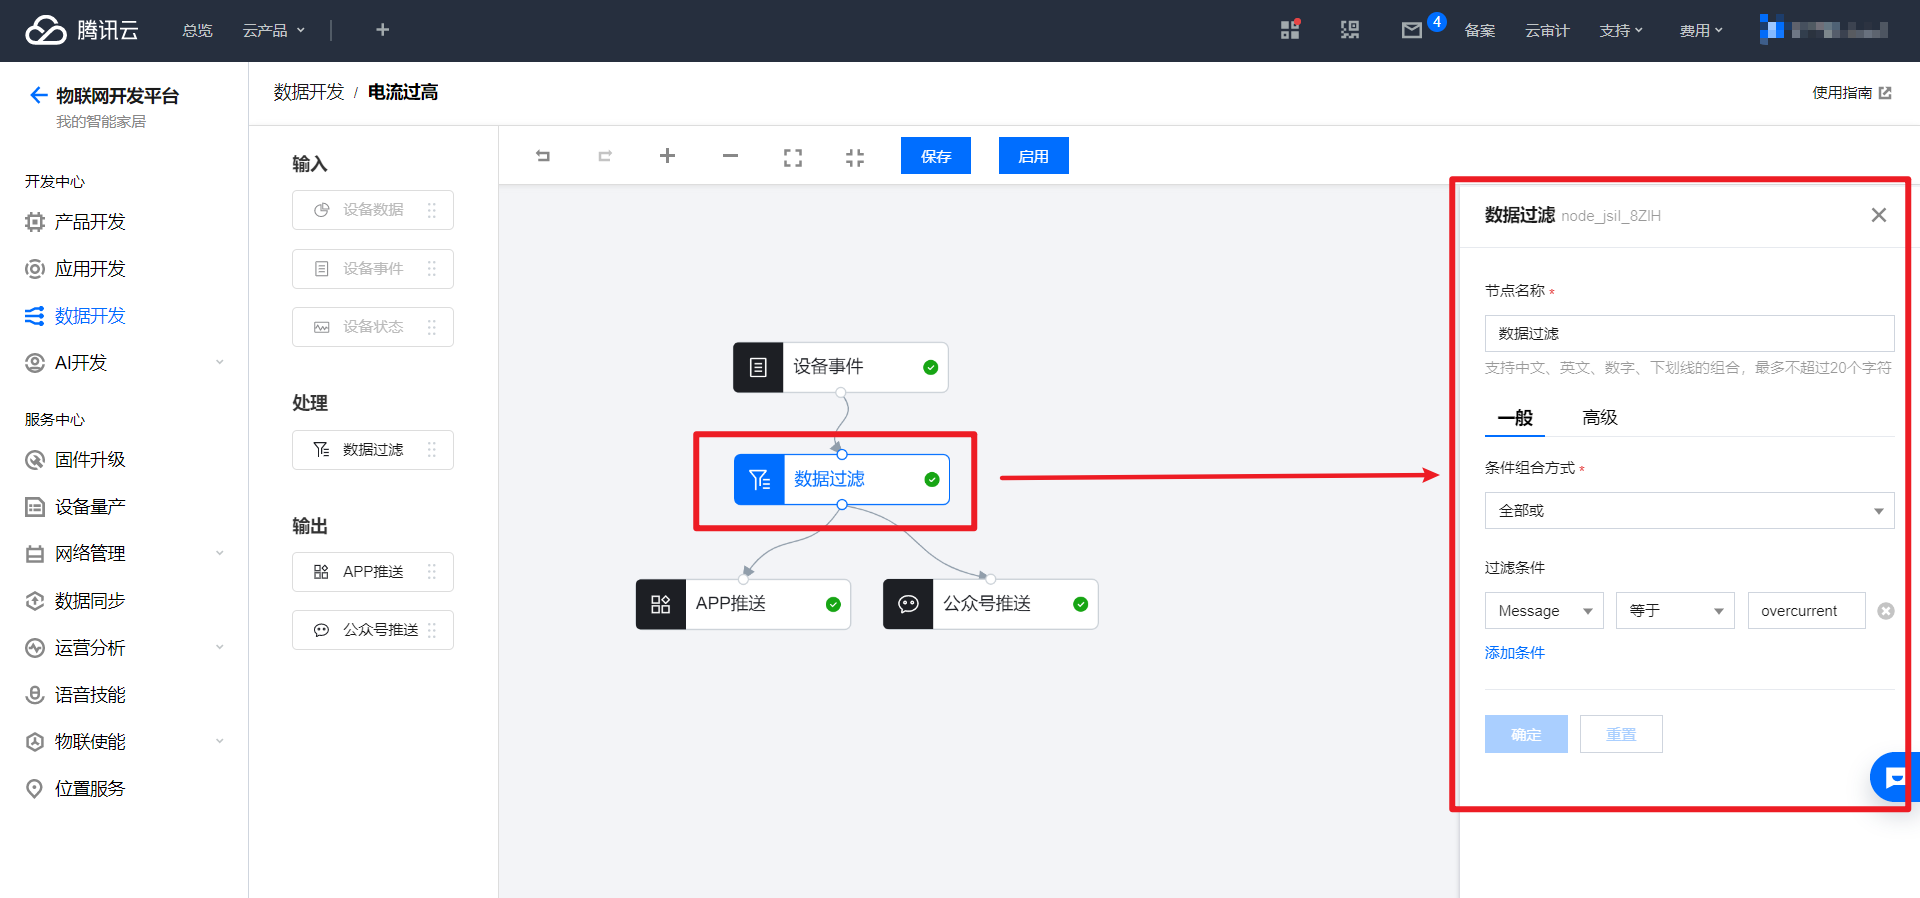 腾讯云
总览
云产品
4
备案
云审计
支持
费用
物联网开发平台
我的智能家居
开发中心
产品开发
应用开发
数据开发
AI开发
服务中心
固件升级
设备量产
网络管理
数据同步
运营分析
语音技能
物联使能
位置服务
数据开发 / 电流过高
使用指南
输入
设备数据
设备事件
设备状态
处理
数据过滤
输出
APP推送
公众号推送
保存
启用
设备事件
数据过滤
APP推送
公众号推送
数据过滤 node_jsil_8ZIH
节点名称 *
数据过滤
支持中文、英文、数字、下划线的组合，最多不超过20个字符
一般
高级
条件组合方式 *
全部或
过滤条件
Message
等于
overcurrent
添加条件
确定
重置